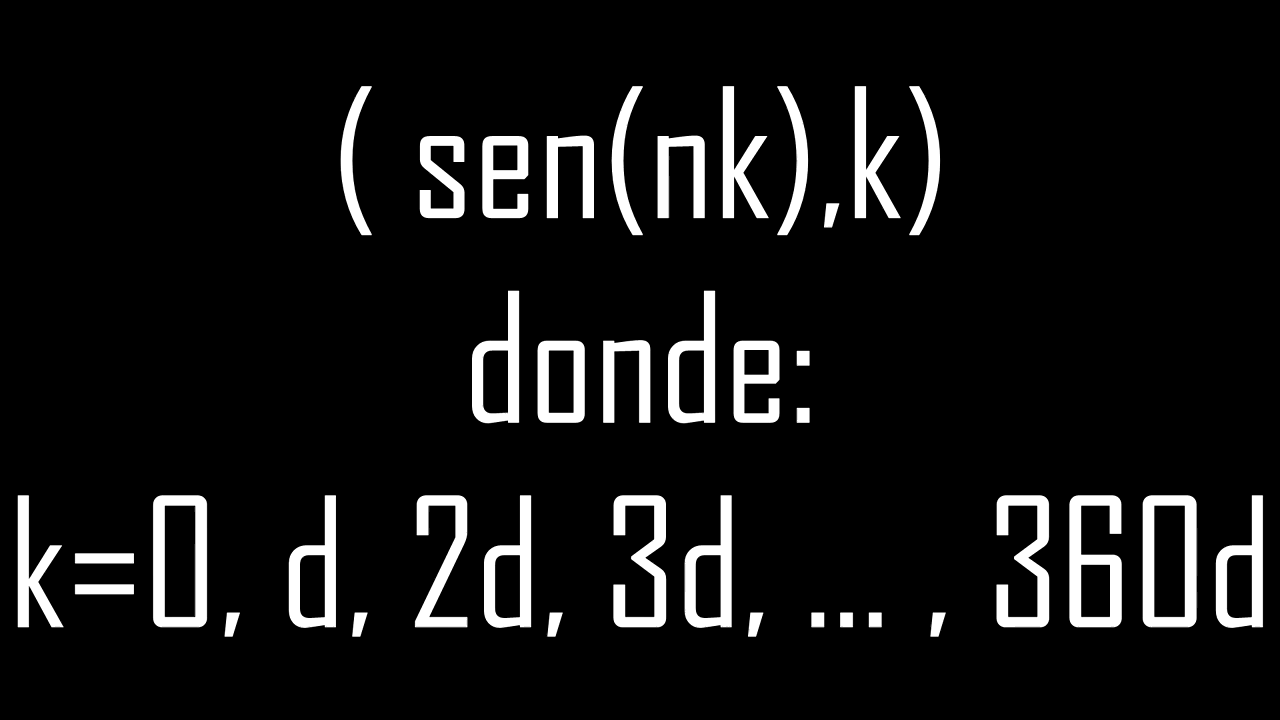 ( sen(nk),k)
donde:
k=0, d, 2d, 3d, ... , 360d